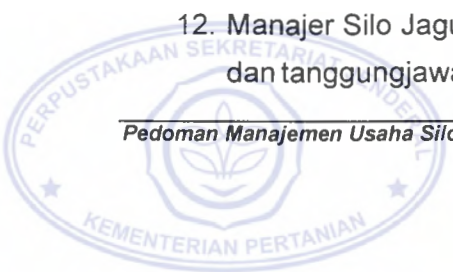 12. Manajer Silo Jagu
dan tanggungjawa
Pedoman Manajemen Usaha Silo
PERPUSTAKAAN SEKRETARIAT JENDERAL
KEMENTERIAN PERTANIAN